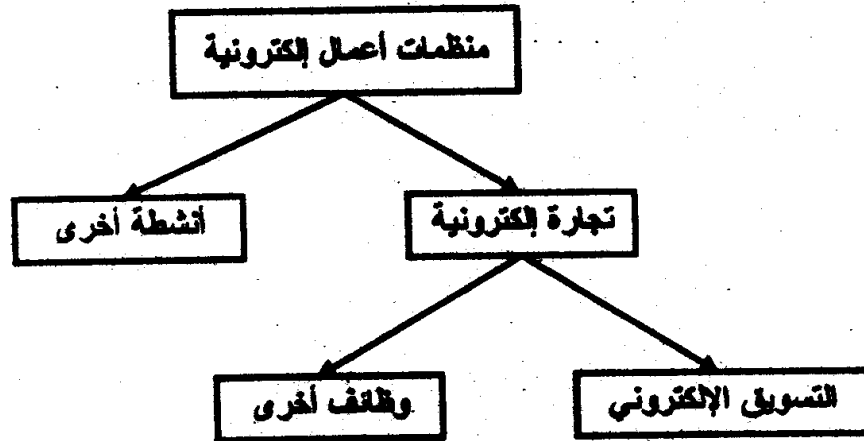 منظمات أعمال إلكترونية
تجارة إلكترونية
أنشطة أخرى
التسويق الإلكتروني
وظائف أخرى